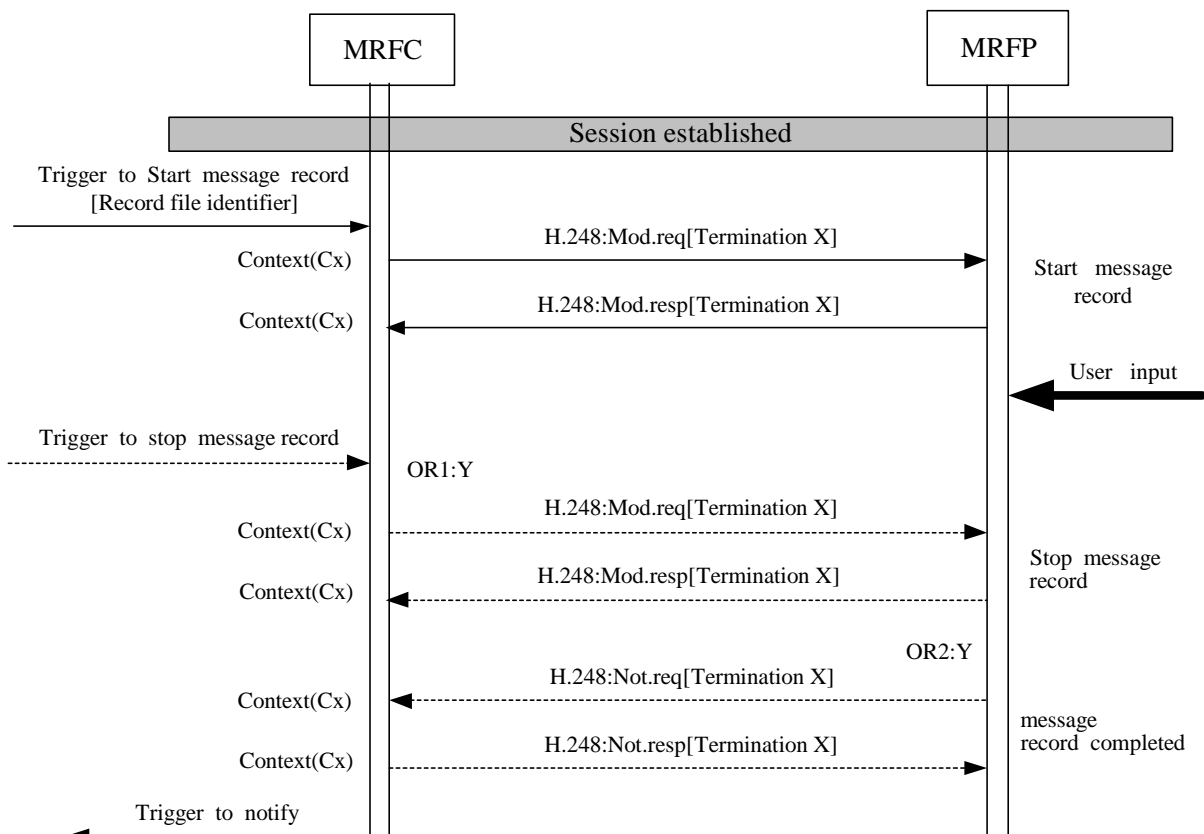 MRFC
MRFP
Session established
Trigger to Start message record
[Record file identifier]
H.248:Mod.req[Termination X]
Context(Cx)
Start message
record
H.248:Mod.resp[Termination X]
Context(Cx)
User input
Trigger to stop message record
OR1:Y
H.248:Mod.req[Termination X]
Context(Cx)
Stop message
record
H.248:Mod.resp[Termination X]
Context(Cx)
OR2:Y
H.248:Not.req[Termination X]
Context(Cx)
message
record completed
H.248:Not.resp[Termination X]
Context(Cx)
Trigger to notify